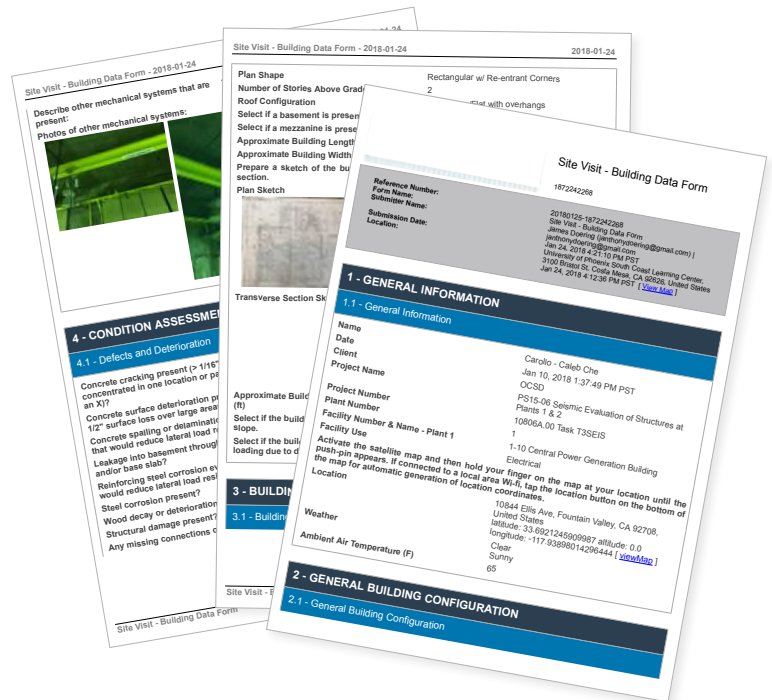 Site Visit - Building Data Form - 2018-01-24
Describe other mechanical systems that are
present:
Photos of other mechanical systems:
4 - CONDITION ASSESSME
4.1 - Defects and Deterioration
Concrete cracking present (> 1/16"
concentrated in one location or pa
an X)?
Concrete surface deterioration pr
1/2" surface loss over large area
Concrete spalling or delaminatio
that would reduce lateral load r
Leakage into basement throug
and/or base slab?
Reinforcing steel corrosion ev
would reduce lateral load res
Steel corrosion present?
Wood decay or deterioration
Structural damage present?
Any missing connections o
Site Visit - Building Data Form
Site Visit - Building Data Form - 2018-01-24
2018-01-24
Plan Shape
Rectangular w/ Re-entrant Corners
Number of Stories Above Grade
2
Roof Configuration
Flat with overhangs
Select if a basement is presen
Select if a mezzanine is prese
Approximate Building Length
Approximate Building Width
Prepare a sketch of the bu
section.
Plan Sketch
Transverse Section Sk
Approximate Build
(ft)
Select if the build
slope.
Select if the buil
loading due to d
3 - BUILDIN
3.1 - Buildin
Site Visit - B
Site Visit - Building Data Form
1872242268
Reference Number:
20180125-1872242268
Form Name:
Site Visit - Building Data Form
Submitter Name:
James Doering (janthonydoering@gmail.com) |
janthonydoering@gmail.com
Submission Date:
Jan 24, 2018 4:21:10 PM PST
Location:
University of Phoenix South Coast Learning Center,
3100 Bristol St, Costa Mesa, CA 92626, United States
Jan 24, 2018 4:12:36 PM PST [ View Map ]
1 - GENERAL INFORMATION
1.1 - General Information
Name
Carollo - Caleb Che
Date
Jan 10, 2018 1:37:49 PM PST
Client
OCSD
Project Name
PS15-06 Seismic Evaluation of Structures at
Plants 1 & 2
Project Number
10806A.00 Task T3SEIS
Plant Number
1
Facility Number & Name - Plant 1
1-10 Central Power Generation Building
Facility Use
Electrical
Activate the satellite map and then hold your finger on the map at your location until the
push-pin appears. If connected to a local area Wi-fi, tap the location button on the bottom of
the map for automatic generation of location coordinates.
Location
10844 Ellis Ave, Fountain Valley, CA 92708,
United States
latitude: 33.6921245909987 altitude: 0.0
longitude: -117.93898014296444 [ viewMap ]
Weather
Clear
Sunny
Ambient Air Temperature (F)
65
2 - GENERAL BUILDING CONFIGURATION
2.1 - General Building Configuration